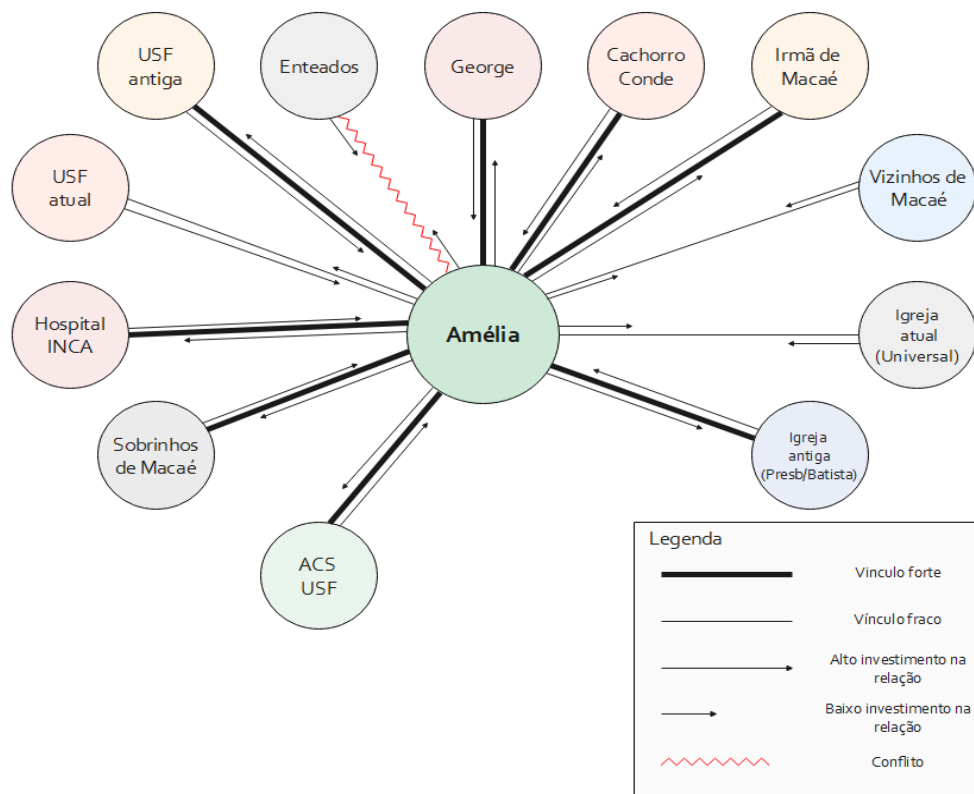 USF
antiga
Enteados
George
Cachorro
Conde
Irmã de
Macaé
USF
atual
Vizinhos de
Macaé
Hospital
INCA
Amélia
Igreja
atual
(Universal)
Sobrinhos
de Macaé
Igreja
antiga
(Presb/Batista)
ACS
USF
Legenda
Vinculo forte
Vínculo fraco
Alto investimento na
relação
Baixo investimento na
relação
Conflito